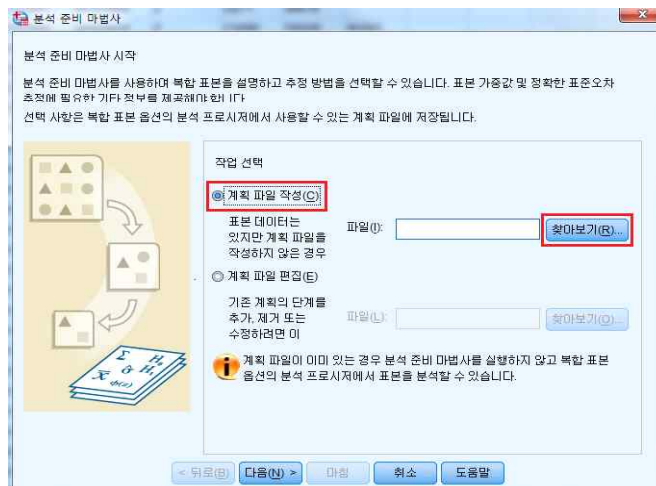 분석 준비 마법사
분석 준비 마법사 시작
분석 준비 마법사를 사용하여 복합 표본을 설명하고 추정 방법을 선택할 수 있습니다. 표본 가중값 및 정확한 표준오차
추정에 필요한 기타 정보를 제공해야 합니다.
선택 사항은 복합 표본 옵션의 분석 프로시저에서 사용할 수 있는 계획 파일에 저장됩니다.
작업 선택
계획 파일 작성(C)
표본 데이터는
있지만 계획 파일을
작성하지 않은 경우
파일(I):
찾아보기(R)...
계획 파일 편집(E)
기존 계획의 단계를
추가, 제거 또는
수정하려면 이
파일(L):
찾아보기(O)...
계획 파일이 이미 있는 경우 분석 준비 마법사를 실행하지 않고 복합 표본
옵션의 분석 프로시저에서 표본을 분석할 수 있습니다.
< 뒤로(B)
다음(N) >
마침
취소
도움말